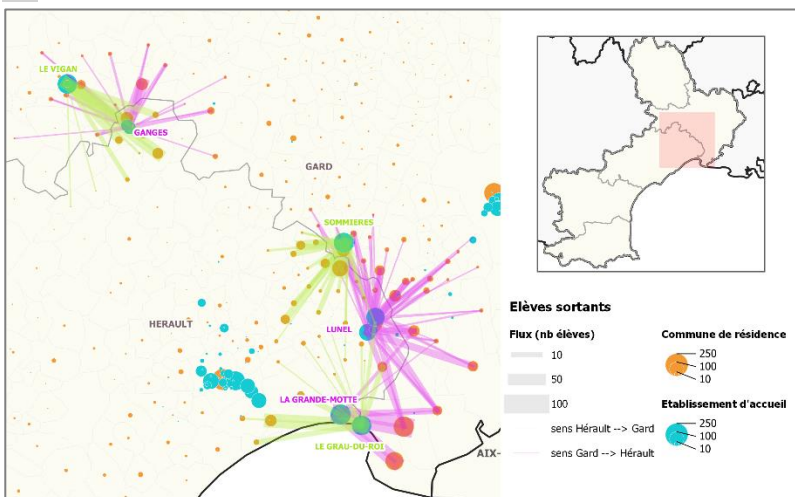 LE VIGAN
GANGES
GARD
SOMMIERES
HERAULT
LUNEL
LA GRANDE-MOTTE
LE GRAU-DU-ROI
AIX-
Elèves sortants
Flux (nb élèves)
10
50
100
sens Hérault --> Gard
sens Gard --> Hérault
Commune de résidence
250
100
10
Etablissement d'accueil
250
100
10